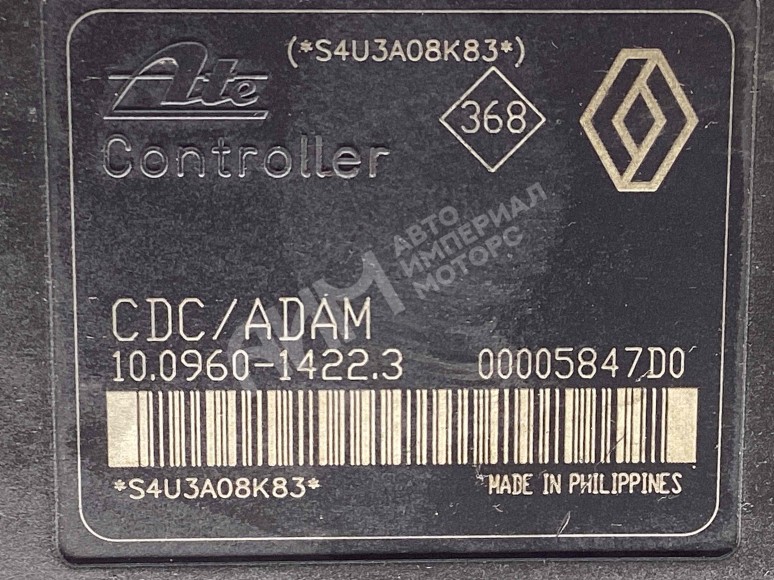 (*S4U3A08K83*)
Ate
368
Controller
АВТО
ИМПЕРИАЛ
МОТОРС
CDC/ADAM
10.0960-1422.3 00005847D0
*S4U3A08K83*
MADE IN PHILIPPINES